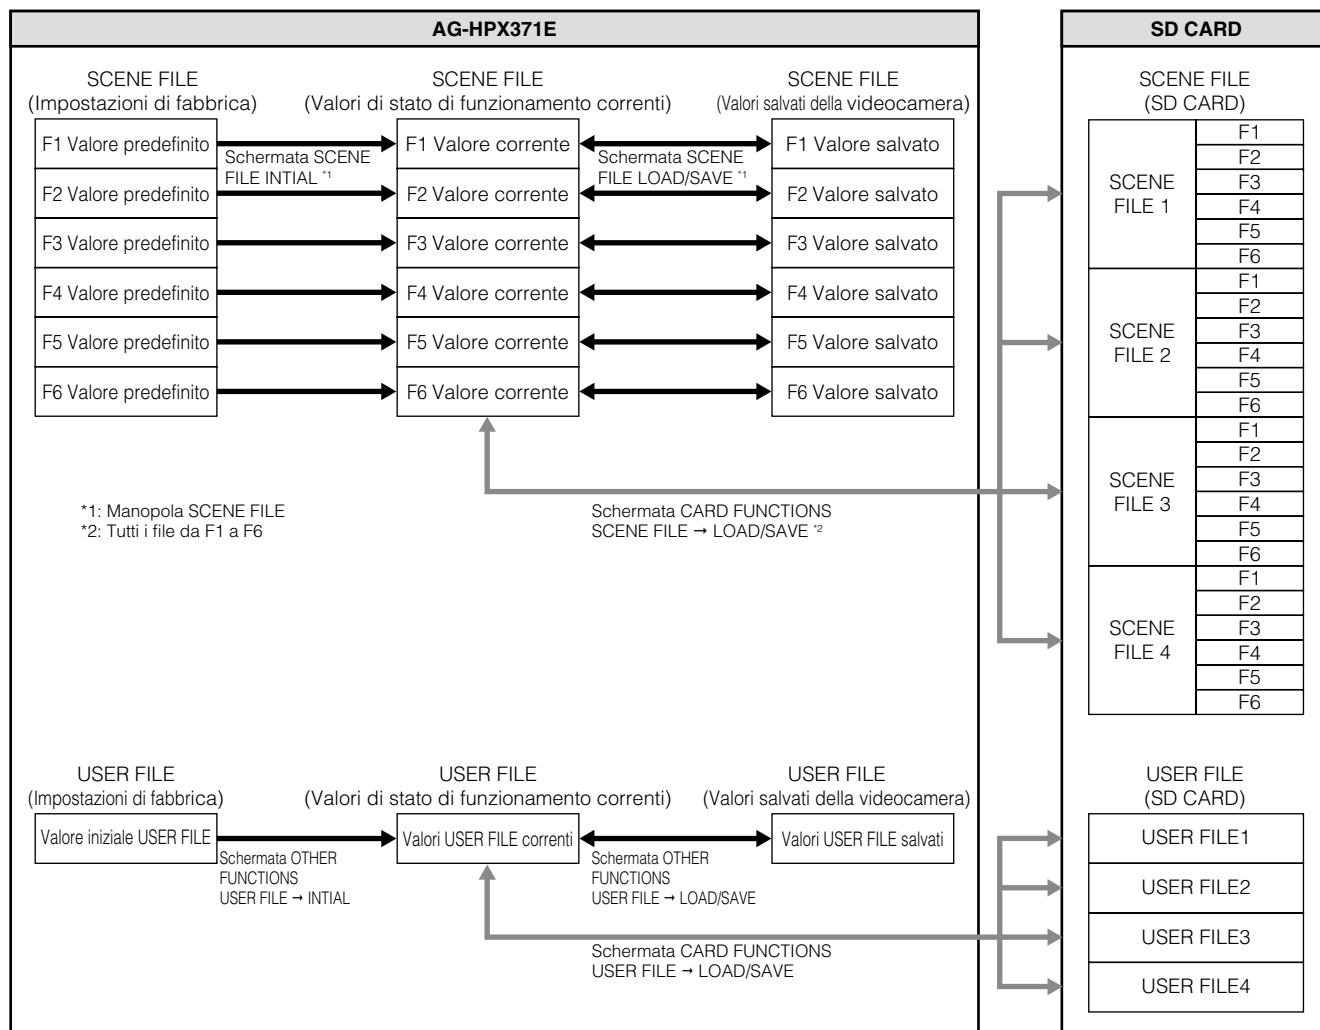 AG-HPX371E
SD CARD
SCENE FILE
(Impostazioni di fabbrica)
SCENE FILE
(Valori di stato di funzionamento correnti)
SCENE FILE
(Valori salvati della videocamera)
SCENE FILE
(SD CARD)
F1 Valore predefinito
F2 Valore predefinito
F3 Valore predefinito
F4 Valore predefinito
F5 Valore predefinito
F6 Valore predefinito
Schermata SCENE
FILE INTIAL *1
F1 Valore corrente
F2 Valore corrente
F3 Valore corrente
F4 Valore corrente
F5 Valore corrente
F6 Valore corrente
Schermata SCENE
FILE LOAD/SAVE *1
F1 Valore salvato
F2 Valore salvato
F3 Valore salvato
F4 Valore salvato
F5 Valore salvato
F6 Valore salvato
SCENE
FILE 1
F1
F2
F3
F4
F5
F6
SCENE
FILE 2
F1
F2
F3
F4
F5
F6
SCENE
FILE 3
F1
F2
F3
F4
F5
F6
SCENE
FILE 4
F1
F2
F3
F4
F5
F6
*1: Manopola SCENE FILE
*2: Tutti i file da F1 a F6
Schermata CARD FUNCTIONS
SCENE FILE → LOAD/SAVE *2
USER FILE
(Impostazioni di fabbrica)
USER FILE
(Valori di stato di funzionamento correnti)
USER FILE
(Valori salvati della videocamera)
USER FILE
(SD CARD)
Valore iniziale USER FILE
Schermata OTHER
FUNCTIONS
USER FILE → INTIAL
Valori USER FILE correnti
Schermata OTHER
FUNCTIONS
USER FILE → LOAD/SAVE
Valori USER FILE salvati
USER FILE1
USER FILE2
USER FILE3
USER FILE4
Schermata CARD FUNCTIONS
USER FILE → LOAD/SAVE